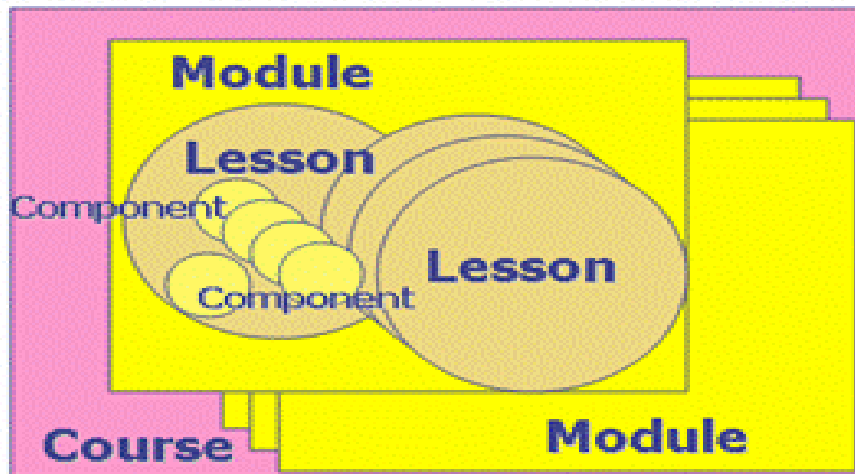 Module
Lesson
Component
Lesson
Component
Course
Module